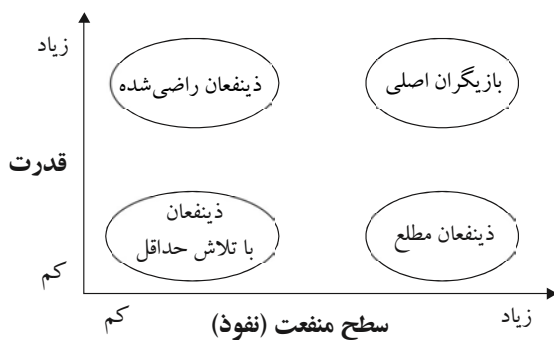 زیاد
بازیگران اصلی
ذینفعان راضی‌شده
قدرت
ذینفعان مطلع
ذینفعان
با تلاش حداقل
کم
زیاد
کم
سطح منفعت (نفوذ)